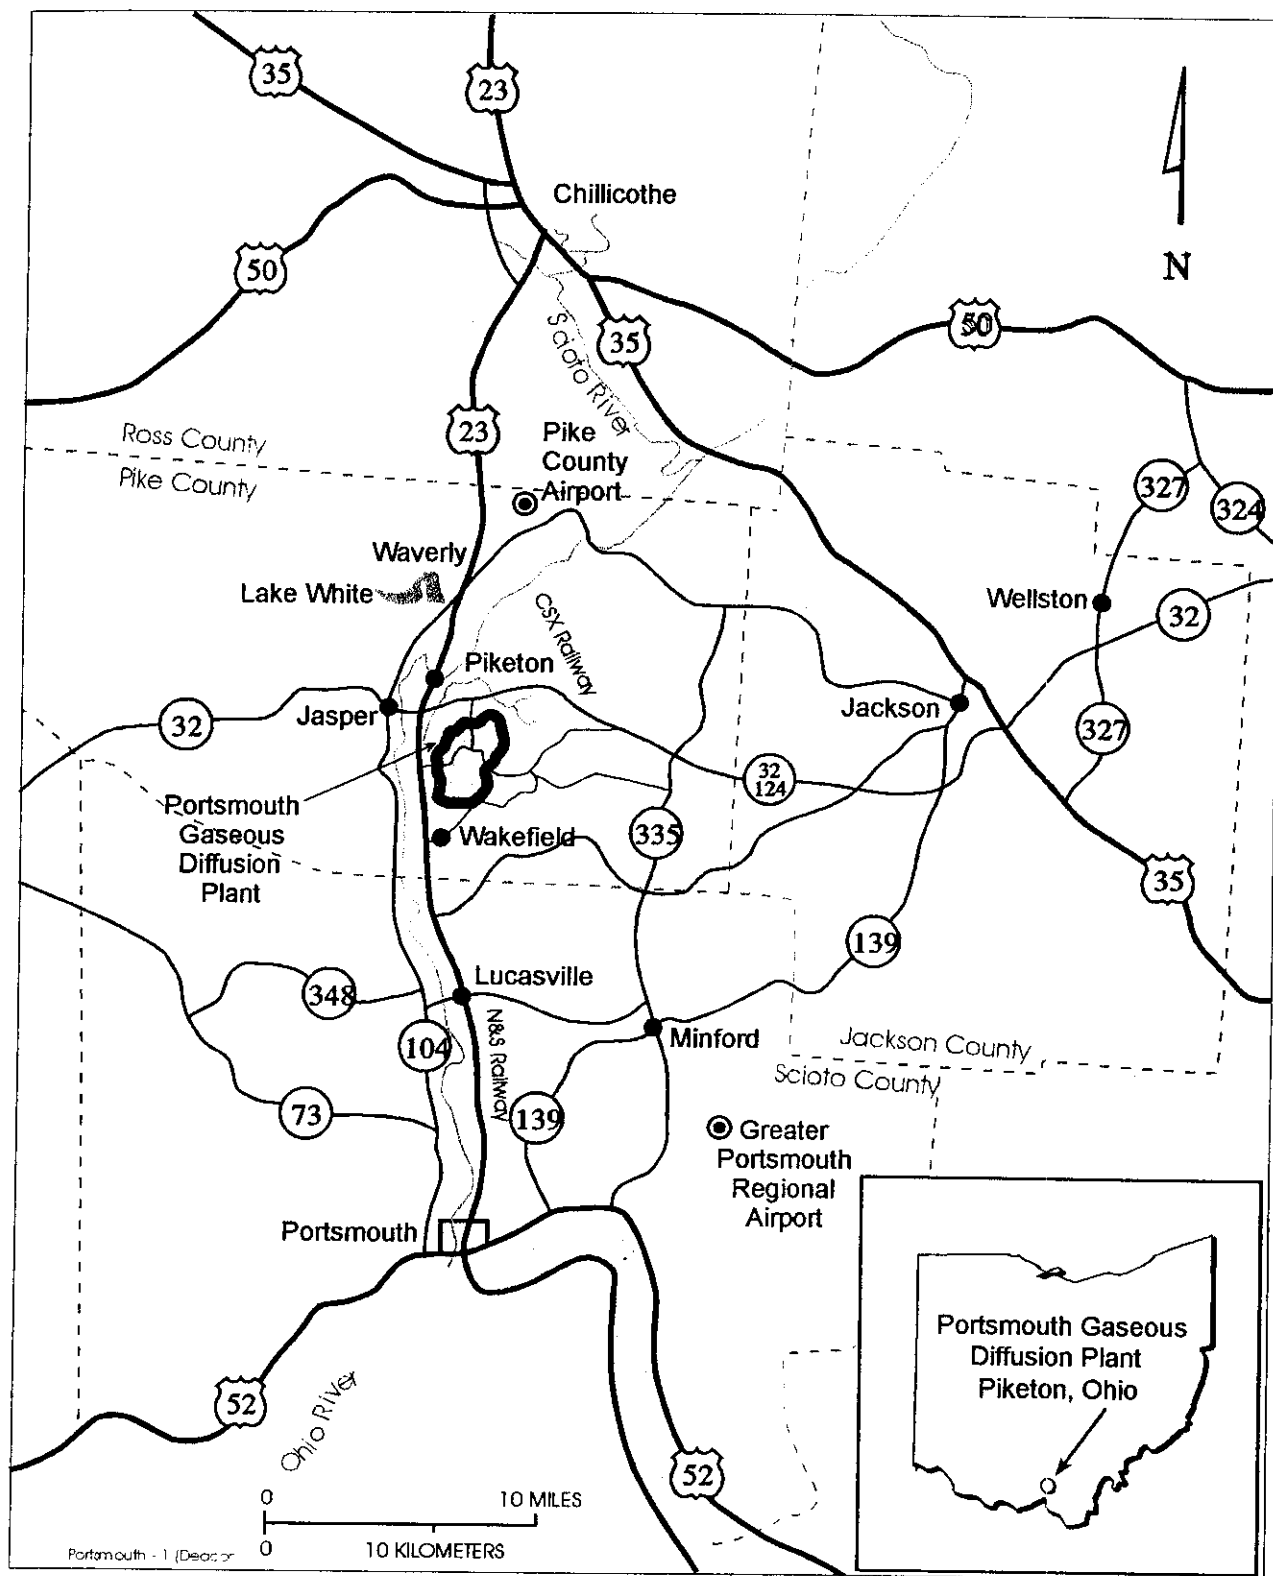 35
23
Chillicothe
50
N
50
35
Scioto River
Ross County
23
Pike
County
Airport
Pike County
327
324
Waverly
Lake White
CSX Railway
Wellston
32
Piketon
Jasper
32
Jackson
327
32
124
Portsmouth
Gaseous
Diffusion
Plant
Wakefield
335
35
139
Lucasville
348
N&S Railway
104
Minford
Jackson County
Scioto County
73
139
Greater
Portsmouth
Regional
Airport
Portsmouth
Portsmouth Gaseous
Diffusion Plant
Piketon, Ohio
52
Ohio River
52
0
10 MILES
0
10 KILOMETERS
Portsmouth - 1